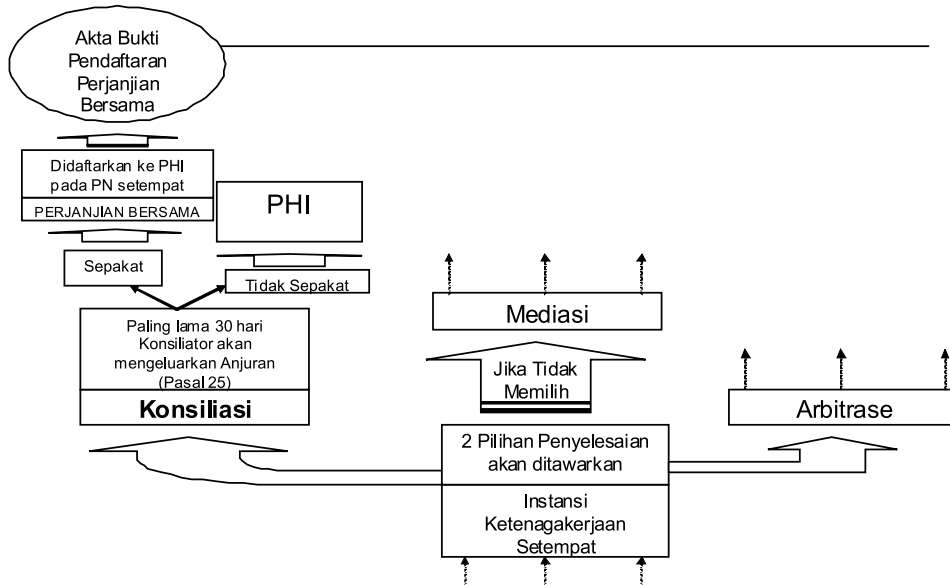 Akta Bukti
Pendaftaran
Perjanjian
Bersama
Didaftarkan ke PHI
pada PN setempat
PERJANJIAN BERSAMA
PHI
Sepakat
Tidak Sepakat
Paling lama 30 hari
Konsiliator akan
mengeluarkan Anjuran
(Pasal 25)
Konsiliasi
Mediasi
Jika Tidak
Memilih
Arbitrase
2 Pilihan Penyelesaian
akan ditawarkan
Instansi
Ketenagakerjaan
Setempat